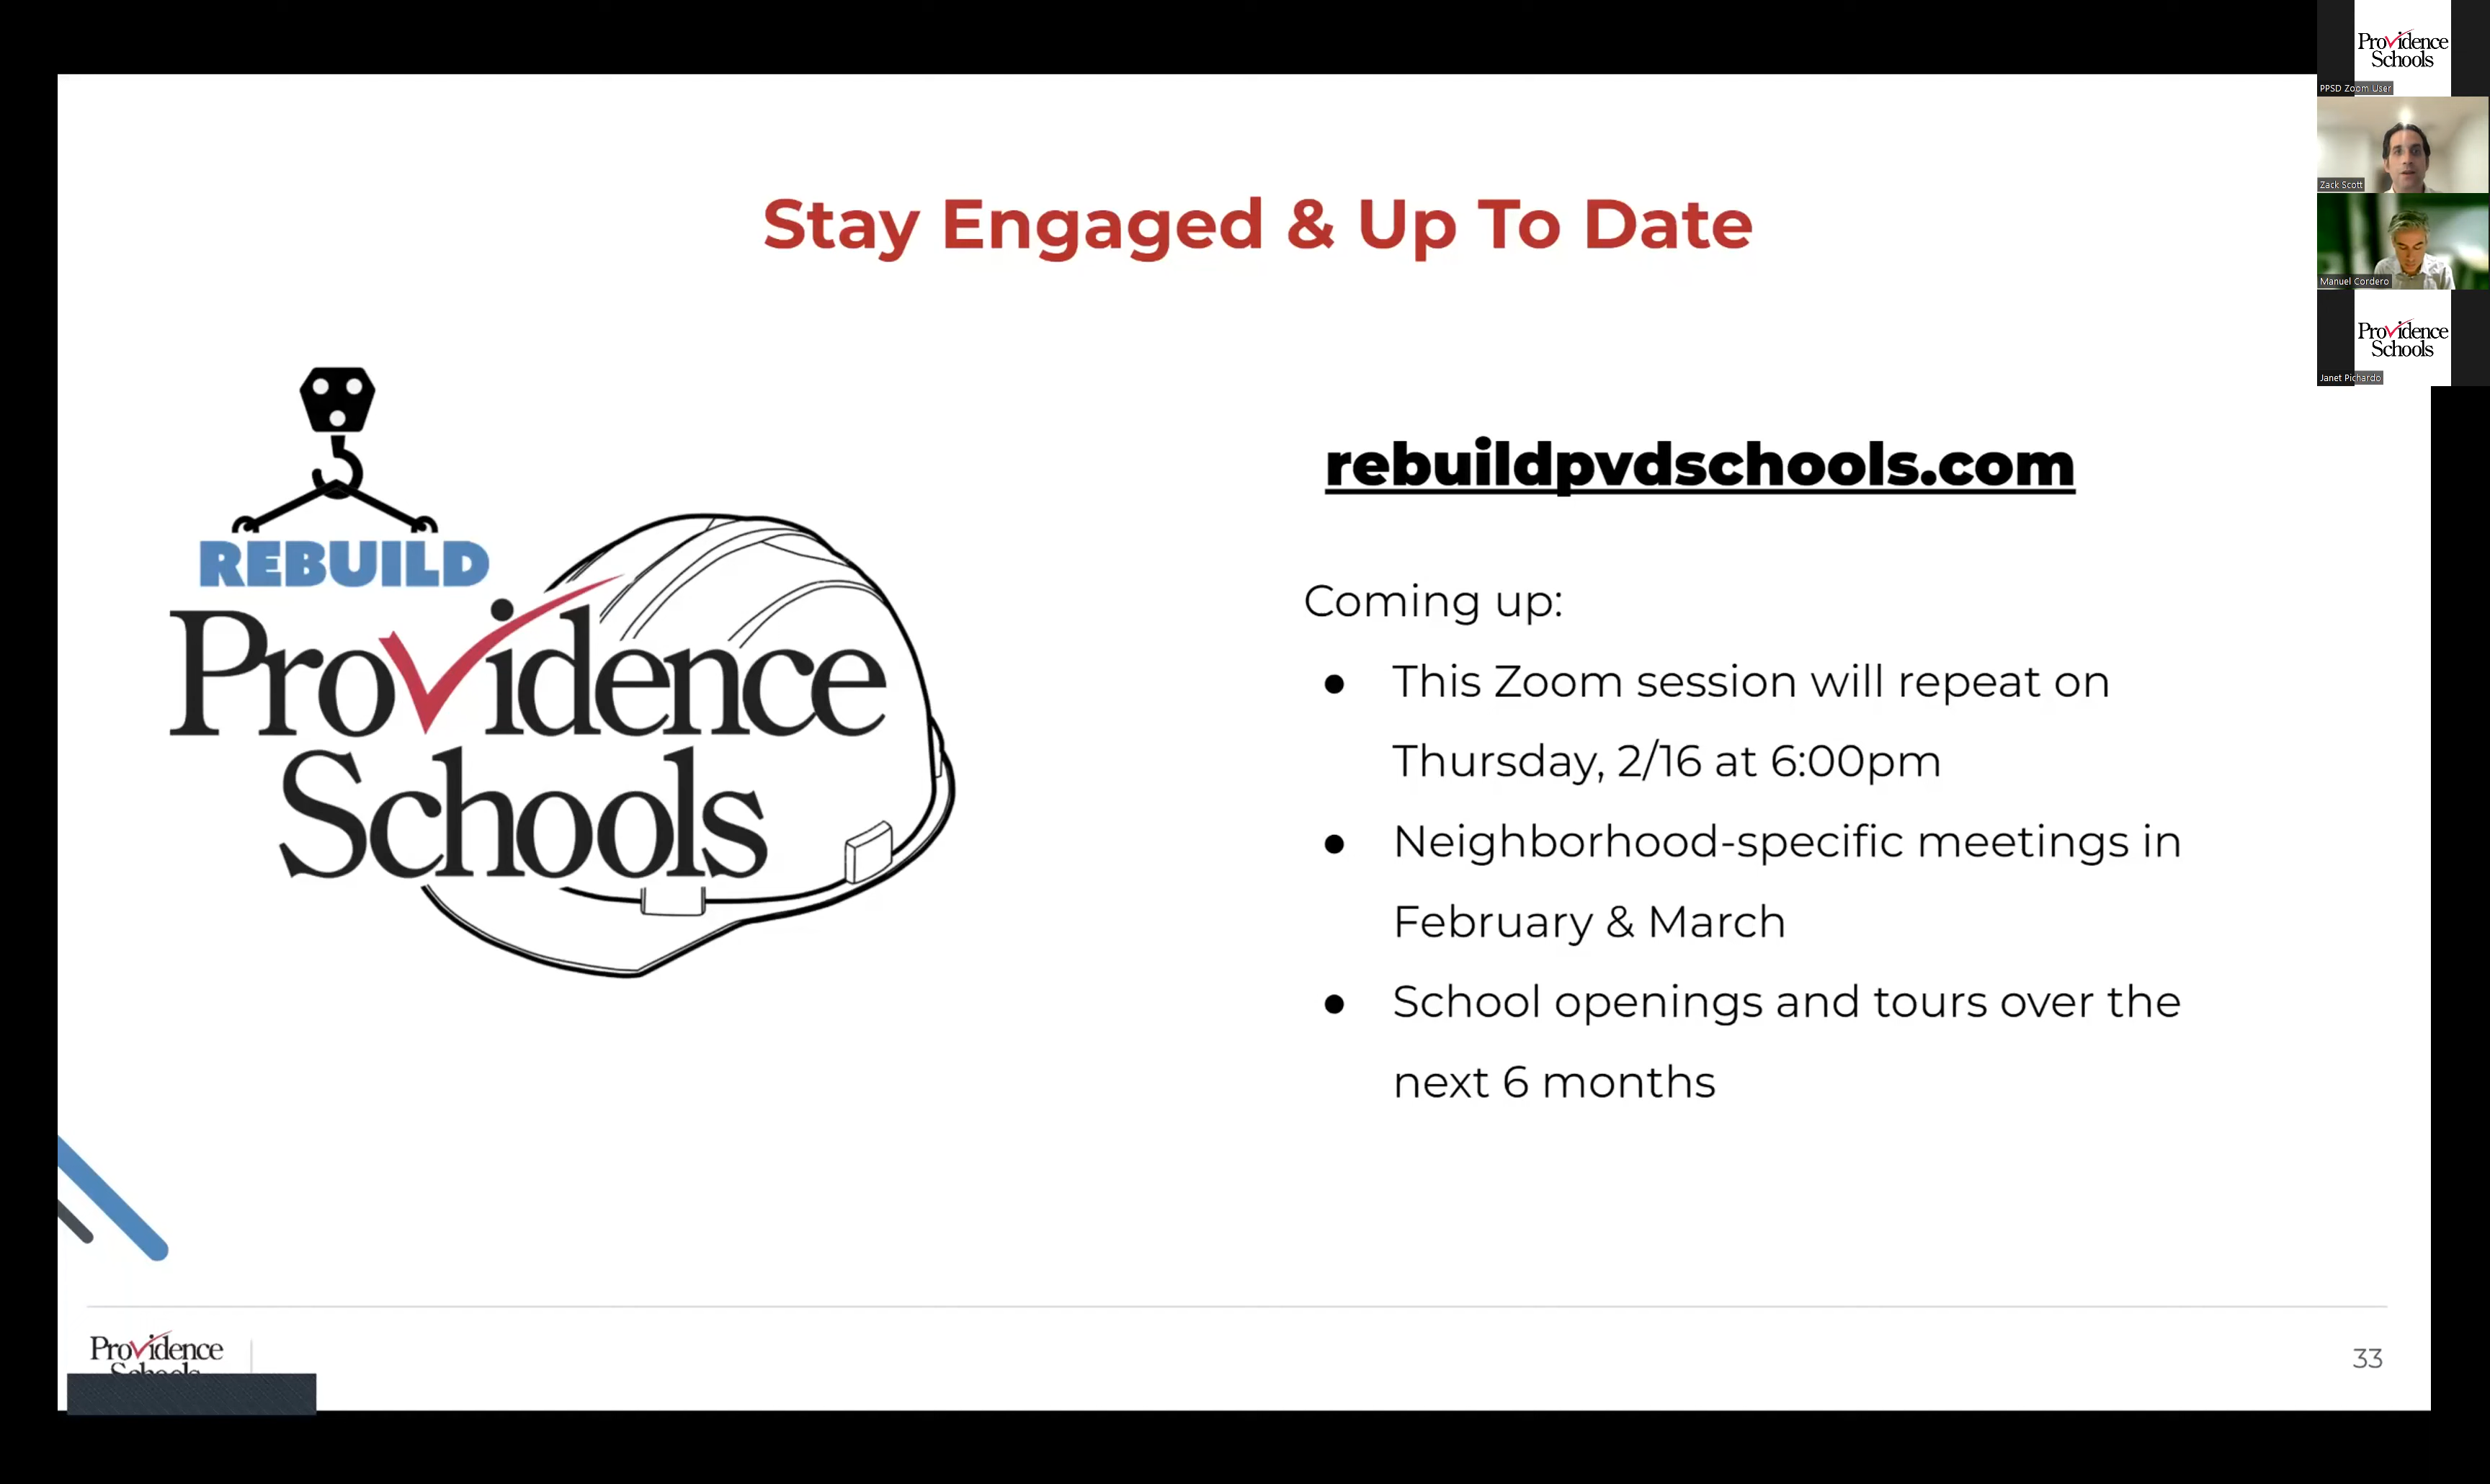 Stay Engaged & Up To Date
REBUILD
Providence
Schools
rebuildpvdschools.com
Coming up:
● This Zoom session will repeat on
Thursday, 2/16 at 6:00pm
● Neighborhood-specific meetings in
February & March
● School openings and tours over the
next 6 months
Providence
Schools
33
Providence
Schools
PPSD Zoom User
Zack Scott
Manuel Cordero
Providence
Schools
Janet Pichardo